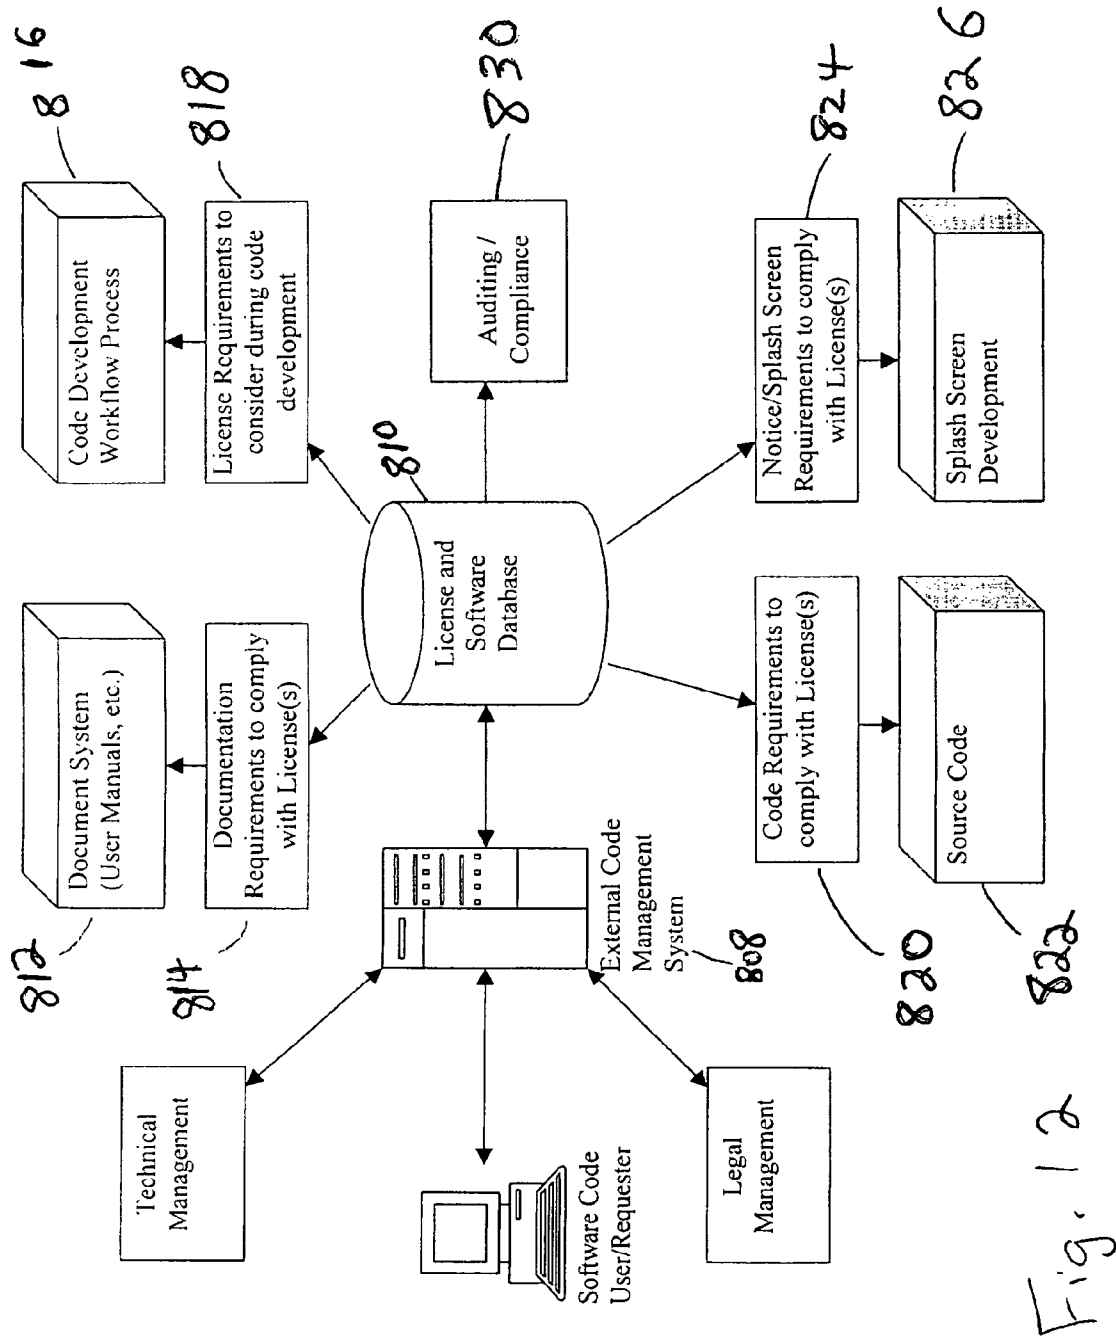 812
Document System
(User Manuals, etc.)
Code Development
Workflow Process
816
814
Documentation
Requirements to comply
with License(s)
License Requirements to
consider during code
development
818
Technical
Management
810
License and
Software
Database
Auditing /
Compliance
830
Software Code
User/Requester
External Code
Management
System
808
Legal
Management
820
Code Requirements to
comply with License(s)
Notice/Splash Screen
Requirements to comply
with License(s)
824
822
Source Code
Splash Screen
Development
826
Fig. 12